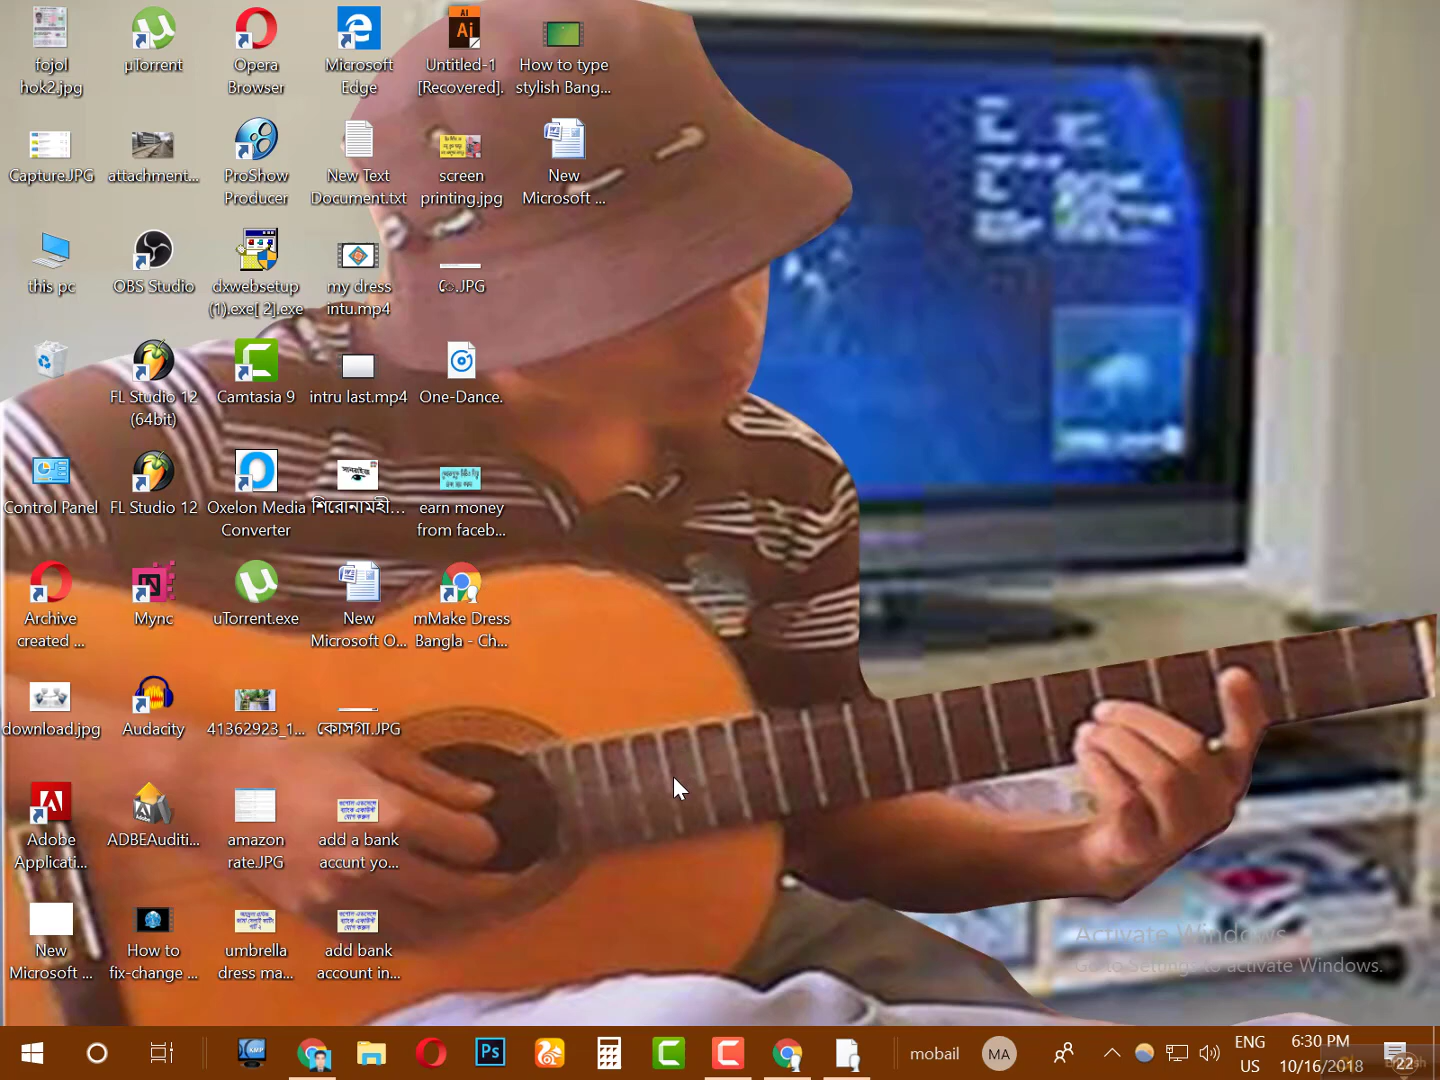 fojol
hok2.jpg
µTorrent
Opera
Browser
Microsoft
Edge
Untitled-1
[Recovered].
How to type
stylish Bang...
Capture.JPG
attachment...
ProShow
Producer
New Text
Document.txt
screen
printing.jpg
New
Microsoft ...
this pc
OBS Studio
dxwebsetup
(1).exe[ 2].exe
my dress
intu.mp4
FL Studio 12
(64bit)
Camtasia 9
intru last.mp4
One-Dance.
Control Panel
FL Studio 12
Oxelon Media
Converter
শিরোনামহী...
earn money
from faceb...
Archive
created ...
Mync
uTorrent.exe
New
Microsoft O...
mMake Dress
Bangla - Ch...
download.jpg
Audacity
41362923_1...
কোসগা.JPG
Adobe
Applicati...
ADBEAuditi...
amazon
rate.JPG
add a bank
accunt yo...
New
Microsoft ...
How to
fix-change ...
umbrella
dress ma...
add bank
account in...
Activate Windows
Go to Settings to activate Windows.
mobail
MA
ENG
US
6:30 PM
10/16/2018
22